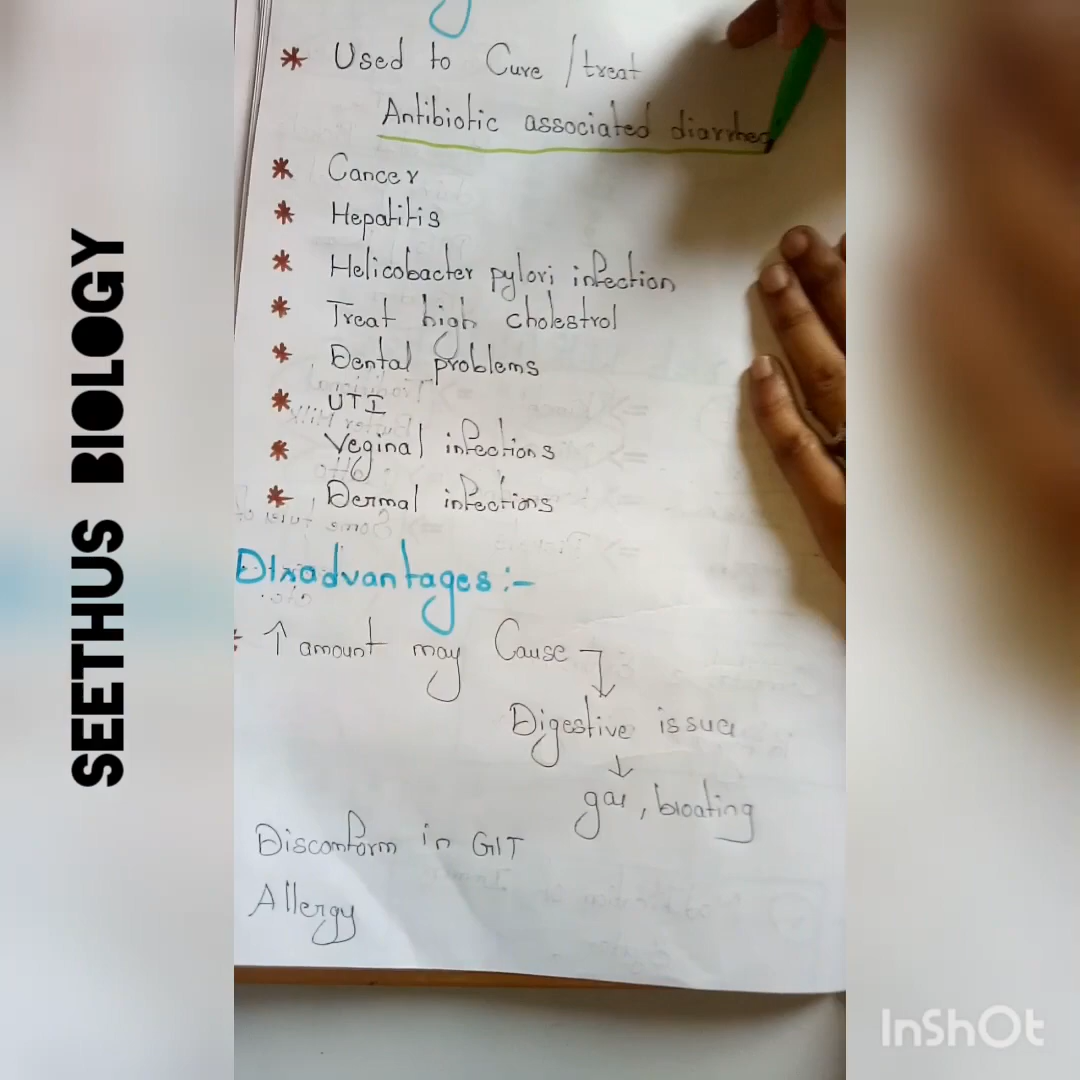 SEETHUS BIOLOGY
* Used to Cure / treat
Antibiotic associated diarrhea
* Cancer
* Hepatitis
* Helicobacter pylori infection
* Treat high cholestrol
* Dental problems
* UTI
* Veginal infections
* Dermal infections
Disadvantages :-
* ↑ amount may Cause
↓
Digestive issue
↓
gas, bloating
Discomform in GIT
Allergy
InShOt